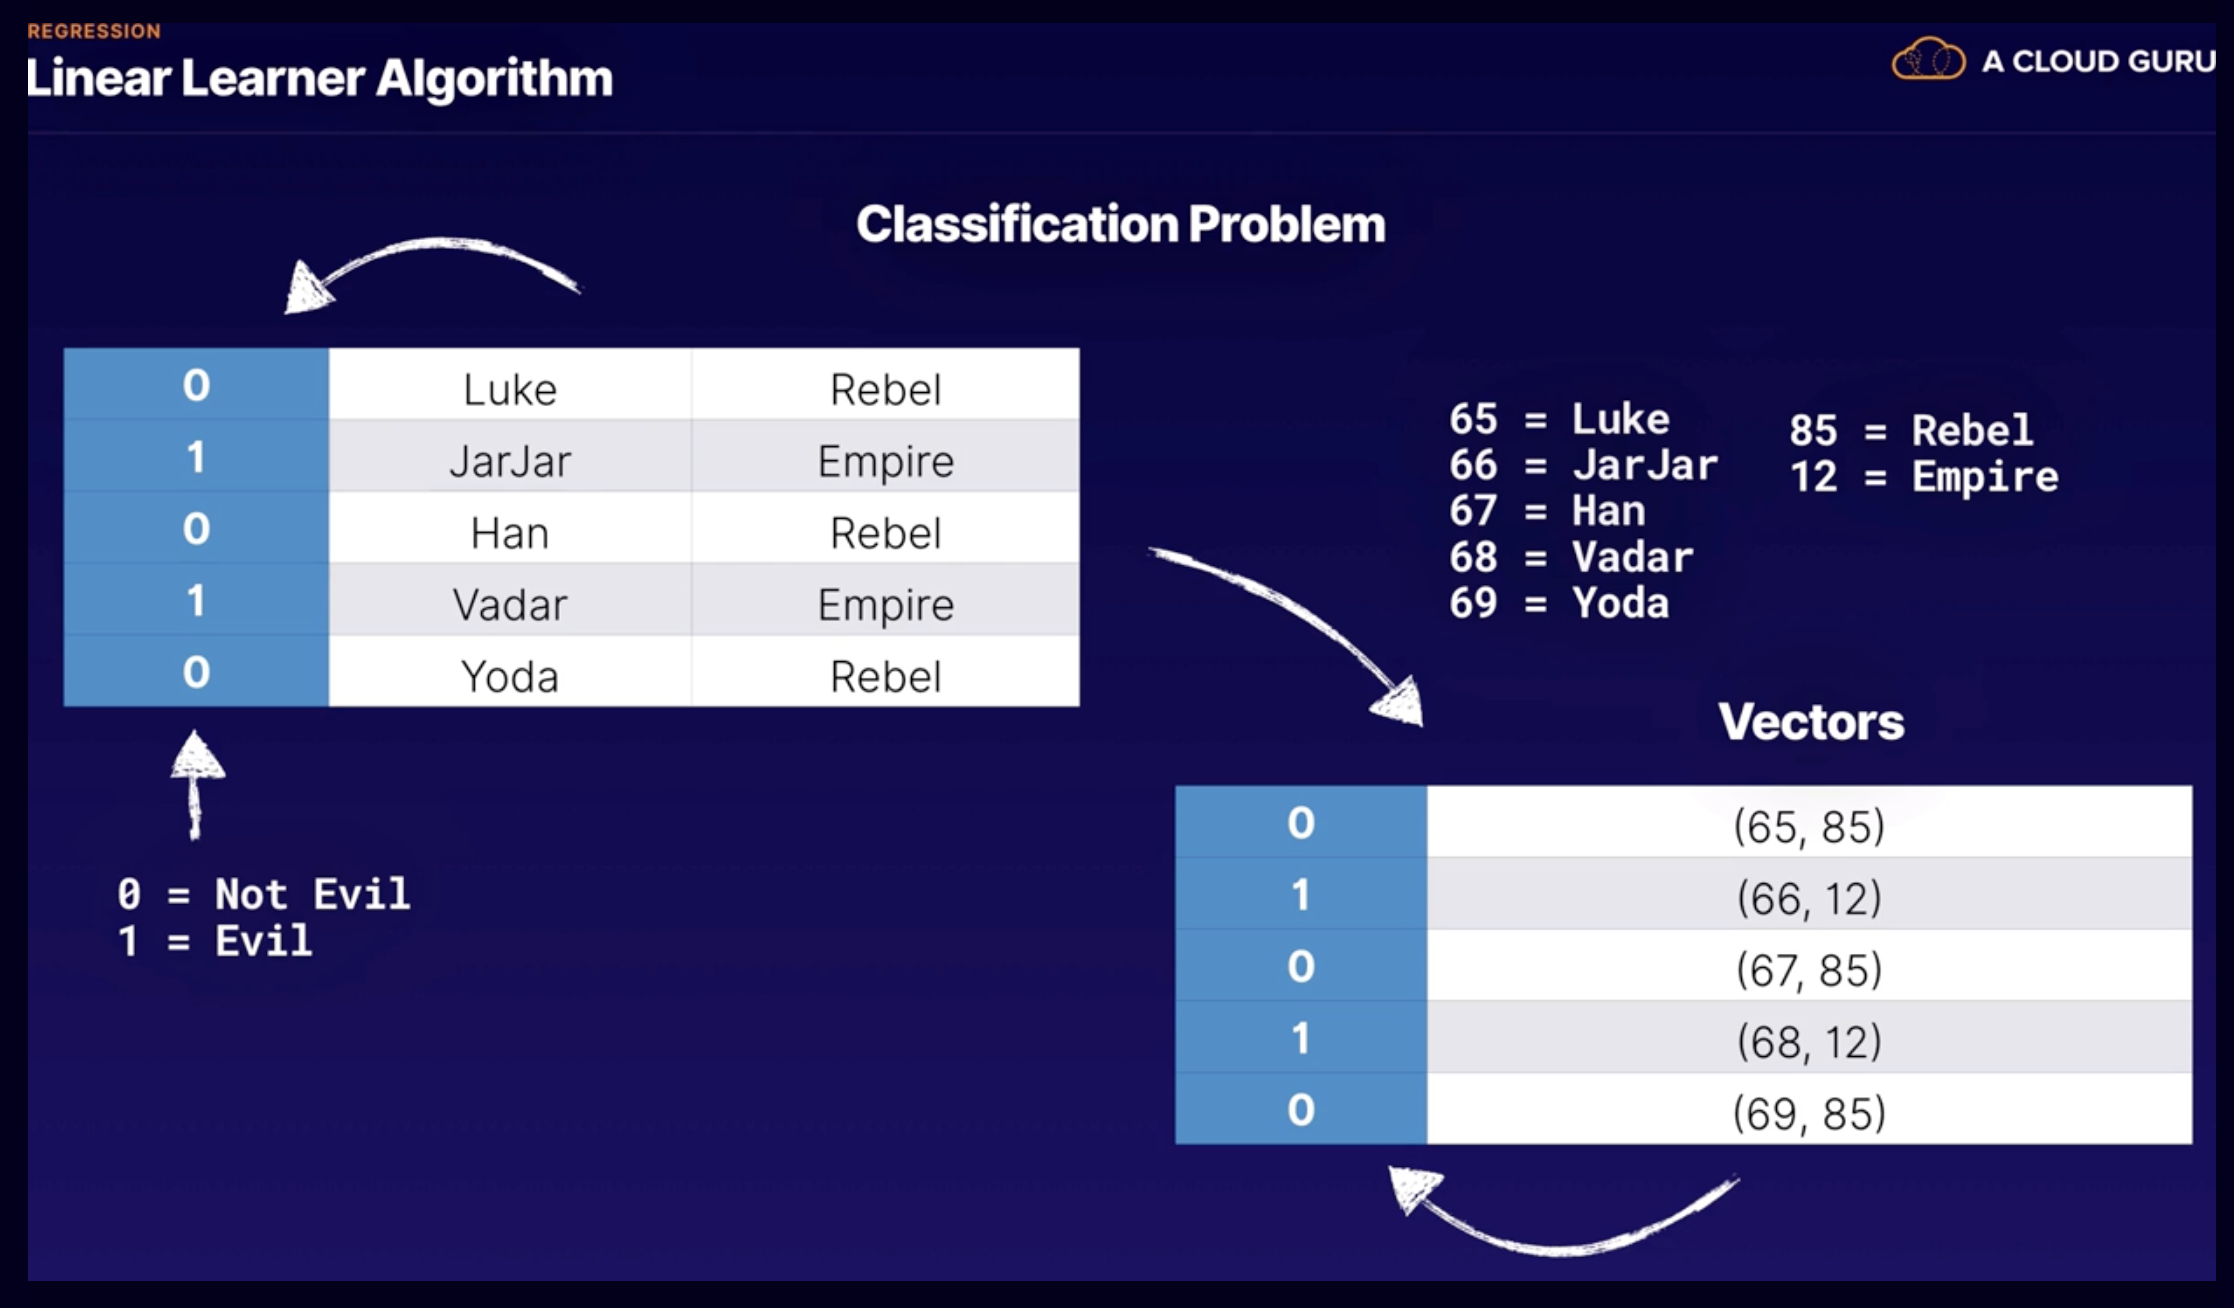 REGRESSION
Linear Learner Algorithm
A CLOUD GURU
Classification Problem
0 Luke Rebel
1 JarJar Empire
0 Han Rebel
1 Vadar Empire
0 Yoda Rebel
0 = Not Evil
1 = Evil
65 = Luke
66 = JarJar
67 = Han
68 = Vadar
69 = Yoda
85 = Rebel
12 = Empire
Vectors
0 (65, 85)
1 (66, 12)
0 (67, 85)
1 (68, 12)
0 (69, 85)